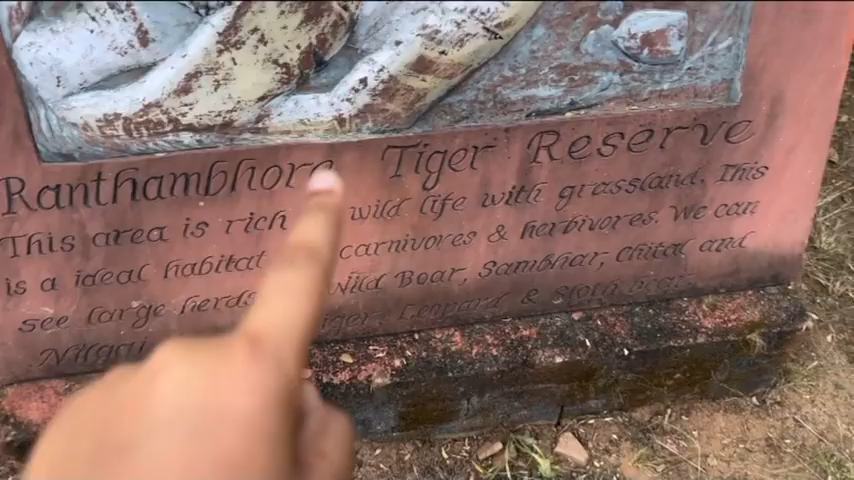 Ranthambhore Tiger Reserve
This area is rich wild life with grassland. This
is a ideal habitat carnivores & herbivores. We can
see large herds Wild Boar, Sambhar, Chital and
Nilgai Tiger, Leopard & Sloth bear